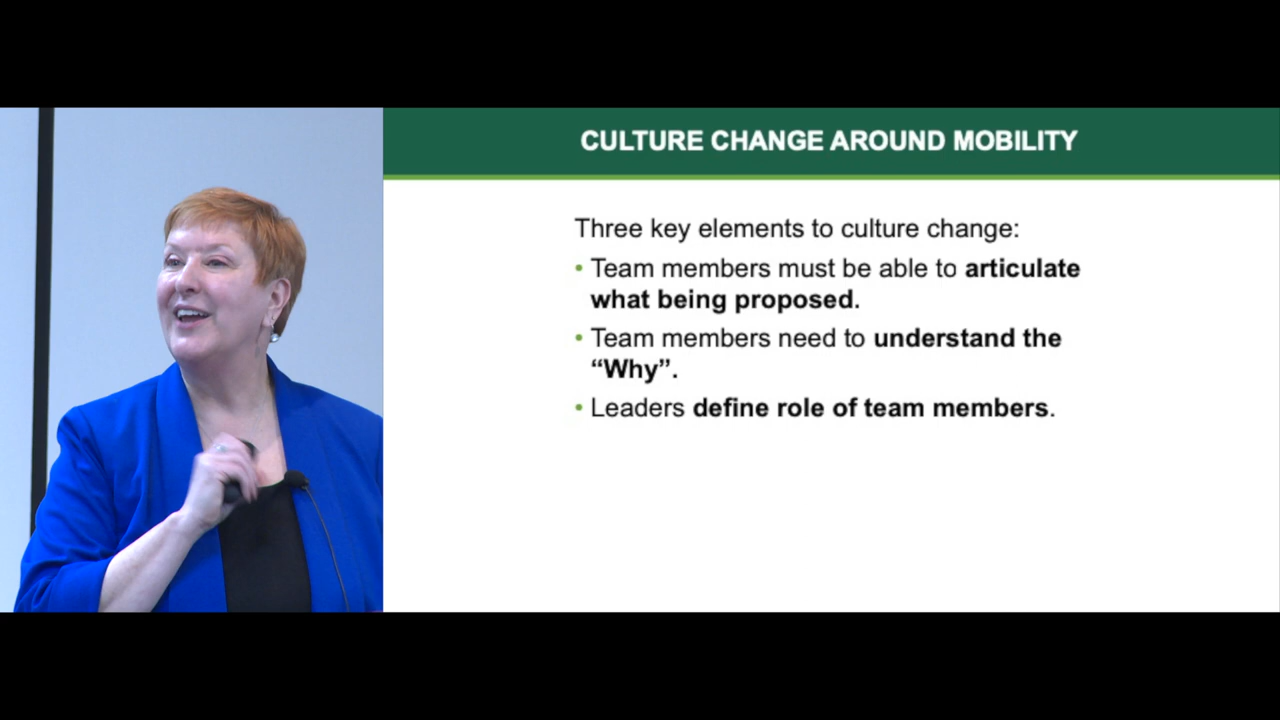 CULTURE CHANGE AROUND MOBILITY
Three key elements to culture change:
• Team members must be able to articulate
what being proposed.
• Team members need to understand the
“Why”.
• Leaders define role of team members.